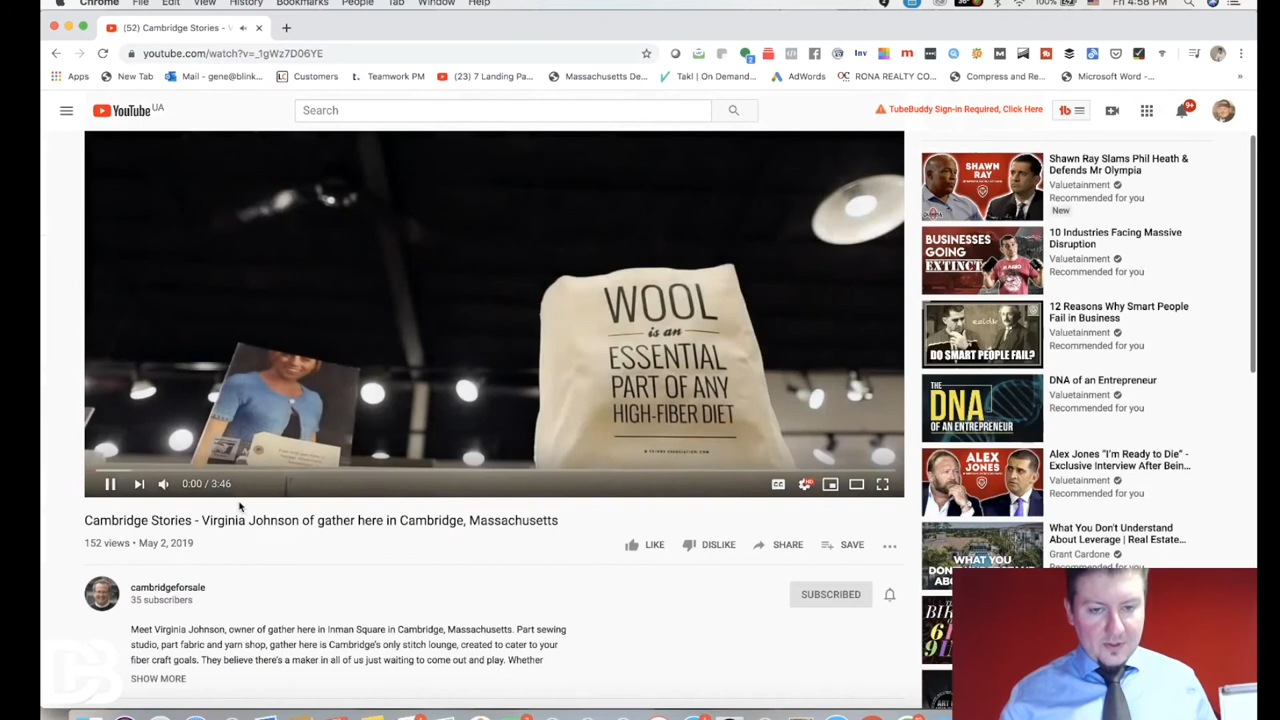 Chrome File Edit View History Bookmarks People Tab Window Help 100% Fri 4:58 PM
(52) Cambridge Stories - V
youtube.com/watch?v=_1gWz7D06YE
Apps New Tab Mail - gene@blink... Customers Teamwork PM (23) 7 Landing Pa... Massachusetts De... Takl | On Demand... AdWords RONA REALTY CO... Compress and Re... Microsoft Word -... »
YouTube UA Search TubeBuddy Sign-in Required, Click Here 9+
WOOL
is an
ESSENTIAL
PART OF ANY
HIGH-FIBER DIET
0:00 / 3:46
Cambridge Stories - Virginia Johnson of gather here in Cambridge, Massachusetts
152 views • May 2, 2019
LIKE DISLIKE SHARE SAVE
cambridgeforsale
35 subscribers
SUBSCRIBED
Meet Virginia Johnson, owner of gather here in Inman Square in Cambridge, Massachusetts. Part sewing
studio, part fabric and yarn shop, gather here is Cambridge's only stitch lounge, created to cater to your
fiber craft goals. They believe there's a maker in all of us just waiting to come out and play. Whether
SHOW MORE
SHAWN
RAY
Shawn Ray Slams Phil Heath &
Defends Mr Olympia
Valuetainment
Recommended for you
New
BUSINESSES
GOING
EXTINCT
10 Industries Facing Massive
Disruption
Valuetainment
Recommended for you
DO SMART PEOPLE FAIL?
12 Reasons Why Smart People
Fail in Business
Valuetainment
Recommended for you
THE
DNA
OF AN ENTREPRENEUR
DNA of an Entrepreneur
Valuetainment
Recommended for you
ALEX
JONES
Alex Jones "I'm Ready to Die" -
Exclusive Interview After Bein...
Valuetainment
Recommended for you
WHAT YOU
What You Don't Understand
About Leverage | Real Estate...
Grant Cardone